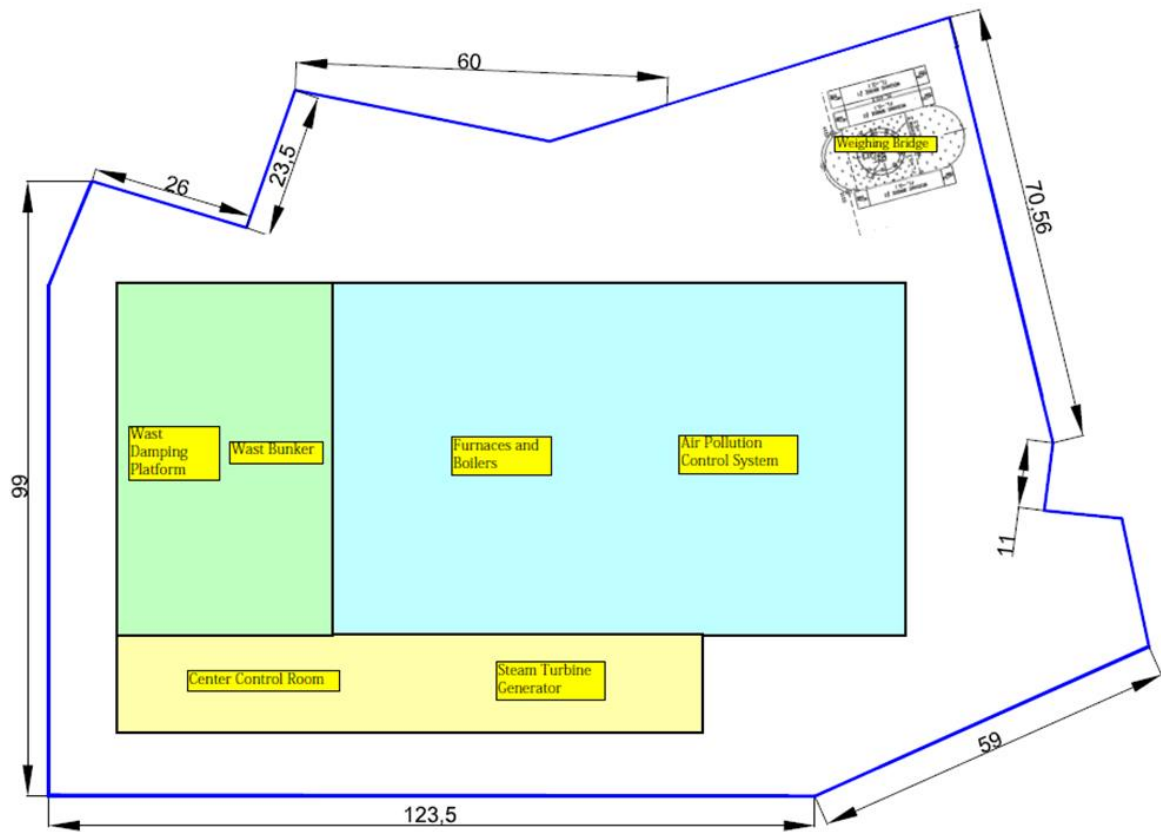 60
26
23,5
Weighing Bridge
70,56
99
Wast
Damping
Platform
Wast Bunker
Furnaces and
Boilers
Air Pollution
Control System
11
Center Control Room
Steam Turbine
Generator
59
123,5